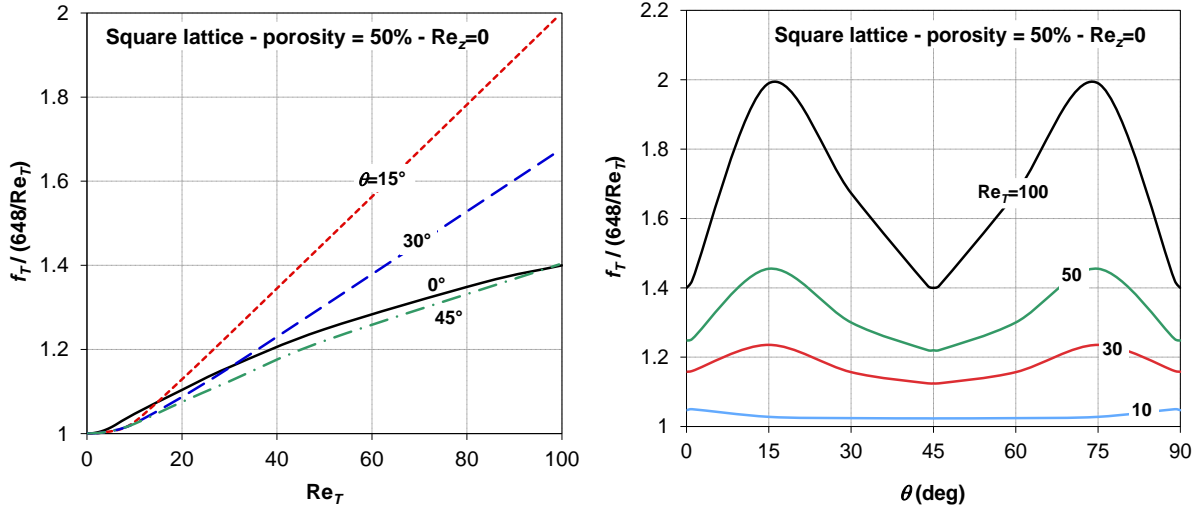 Square lattice - porosity = 50% - Re_z=0
f_T / (648/Re_T)
2
1.8
1.6
1.4
1.2
1
θ=15°
30°
0°
45°
0 20 40 60 80 100
Re_T
Square lattice - porosity = 50% - Re_z=0
f_T / (648/Re_T)
2.2
2
1.8
1.6
1.4
1.2
1
Re_T=100
50
30
10
0 15 30 45 60 75 90
θ (deg)